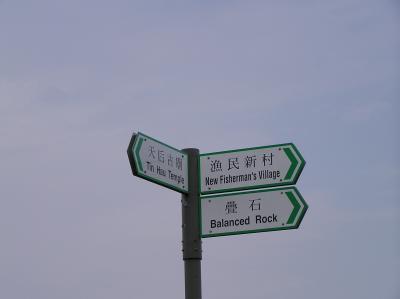 天后古廟
Tin Hau Temple
漁民新村
New Fisherman's Village
疊石
Balanced Rock